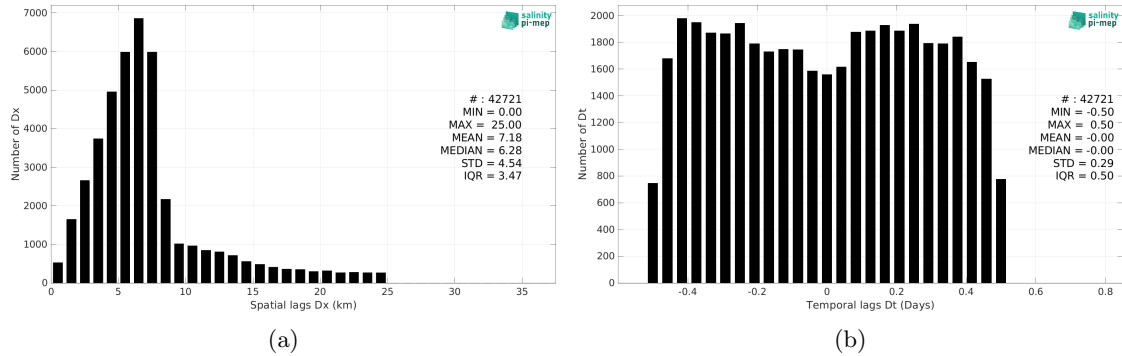 7000
6000
5000
4000
3000
2000
1000
0
Number of Dx
salinity
pi-mep
# : 42721
MIN = 0.00
MAX = 25.00
MEAN = 7.18
MEDIAN = 6.28
STD = 4.54
IQR = 3.47
0 5 10 15 20 25 30 35
Spatial lags Dx (km)
(a)
2000
1800
1600
1400
1200
1000
800
600
400
200
0
Number of Dt
salinity
pi-mep
# : 42721
MIN = -0.50
MAX = 0.50
MEAN = -0.00
MEDIAN = -0.00
STD = 0.29
IQR = 0.50
-0.4 -0.2 0 0.2 0.4 0.6 0.8
Temporal lags Dt (Days)
(b)